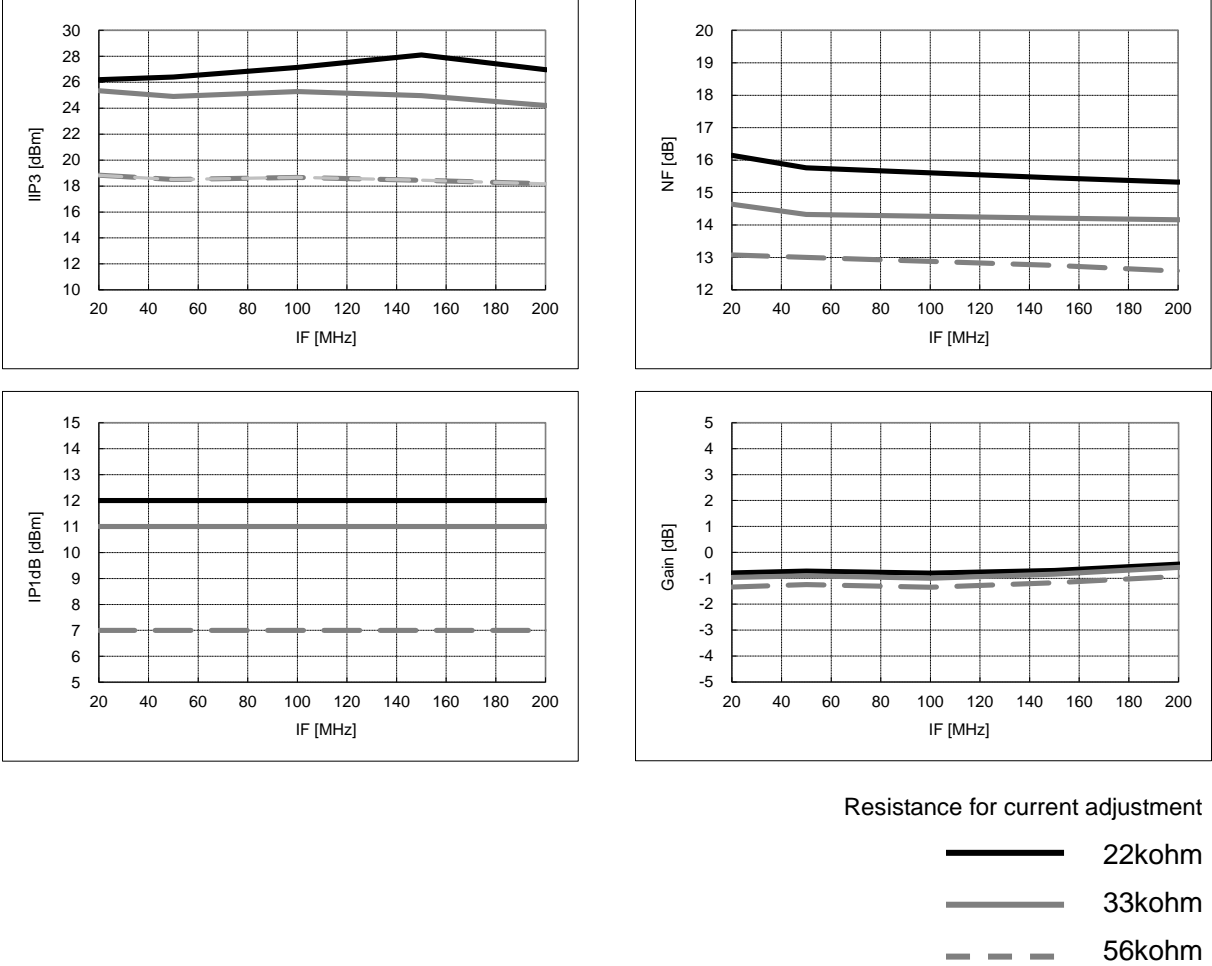 30
28
26
24
22
20
18
16
14
12
10
IIP3 [dBm]
20 40 60 80 100 120 140 160 180 200
IF [MHz]
20
19
18
17
16
15
14
13
12
NF [dB]
20 40 60 80 100 120 140 160 180 200
IF [MHz]
15
14
13
12
11
10
9
8
7
6
5
IP1dB [dBm]
20 40 60 80 100 120 140 160 180 200
IF [MHz]
5
4
3
2
1
0
-1
-2
-3
-4
-5
Gain [dB]
20 40 60 80 100 120 140 160 180 200
IF [MHz]
Resistance for current adjustment
22kohm
33kohm
56kohm